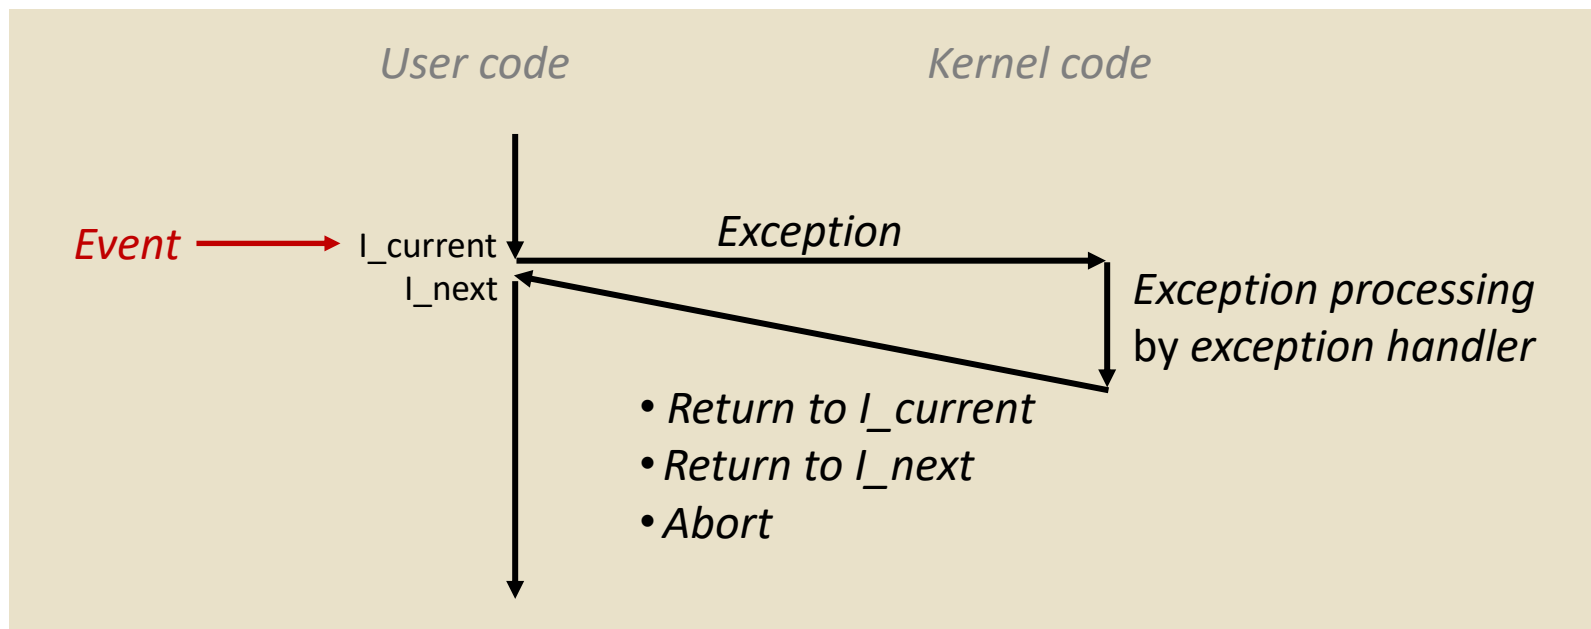 User code
Kernel code
Event
I_current
I_next
Exception
Exception processing
by exception handler
• Return to I_current
• Return to I_next
• Abort